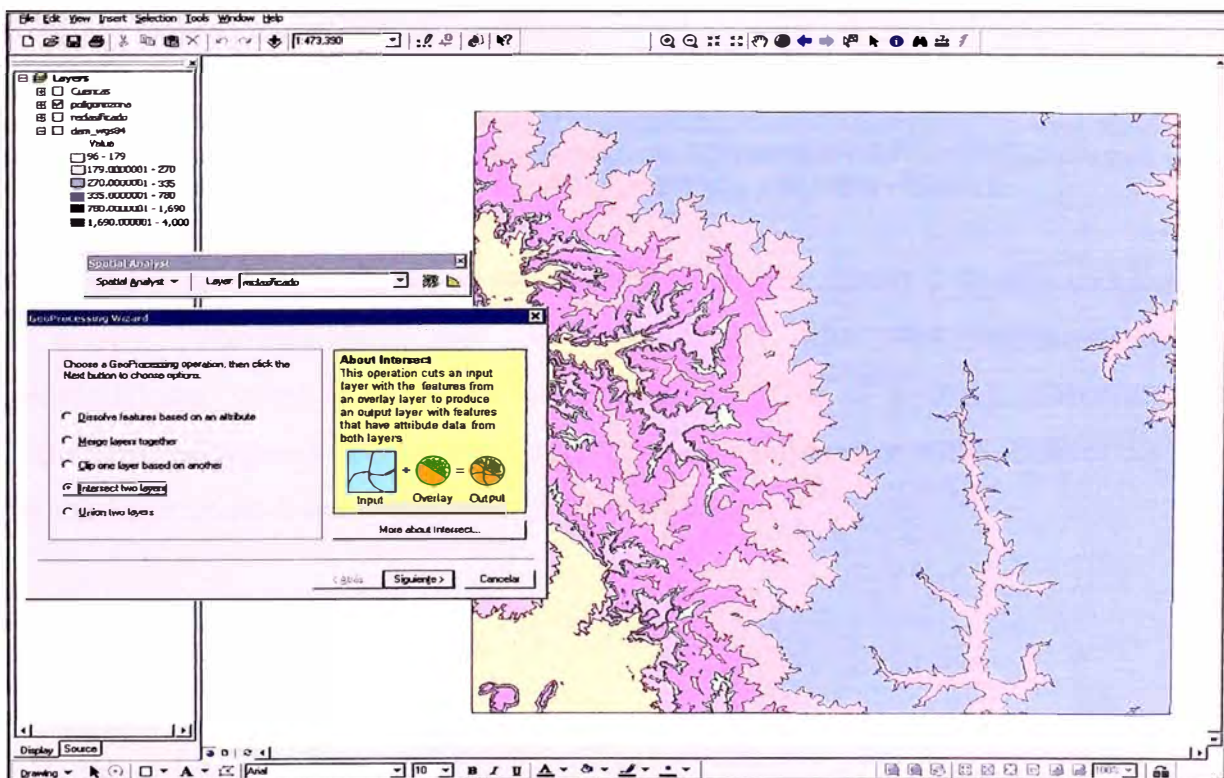 File Edit View Insert Selection Tools Window Help
1:473,390
Layers
Cuencas
reclasificado
dem_wgs84
Value
96 - 179
179.0000001 - 270
270.0000001 - 335
335.0000001 - 780
780.000001 - 1,690
1,690.000001 - 4,000
Spatial Analyst
Spatial Analyst
Layer: reclasificado
GeoProcessing Wizard
Choose a GeoProcessing operation, then click the
Next button to choose options.
Dissolve features based on an attribute
Merge layers together
Clip one layer based on another
Intersect two layers
Union two layers
About Intersect
This operation cuts an input
layer with the features from
an overlay layer to produce
an output layer with features
that have attribute data from
both layers
+ =
Input Overlay Output
More about Intersect...
< Atrás Siguiente > Cancelar
Display Source
Drawing A Arial 10 B I U A
100%